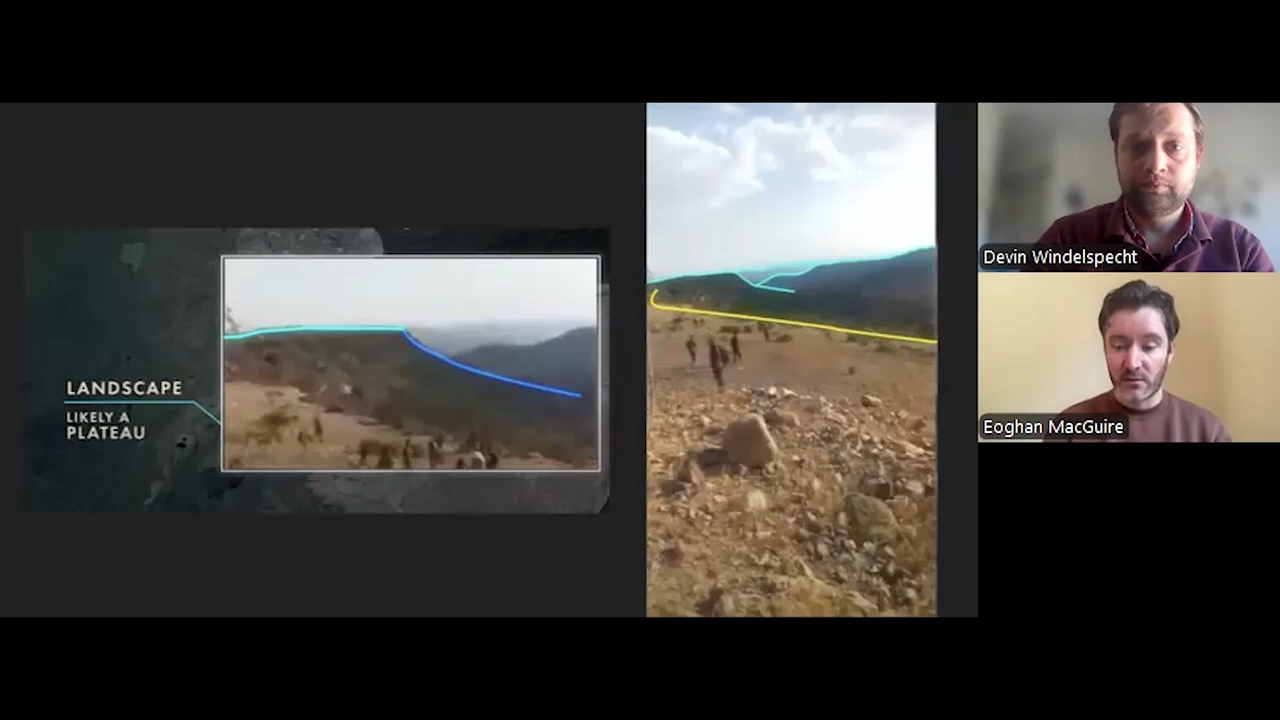 LANDSCAPE
LIKELY A
PLATEAU
Devin Windelspecht
Eoghan MacGuire